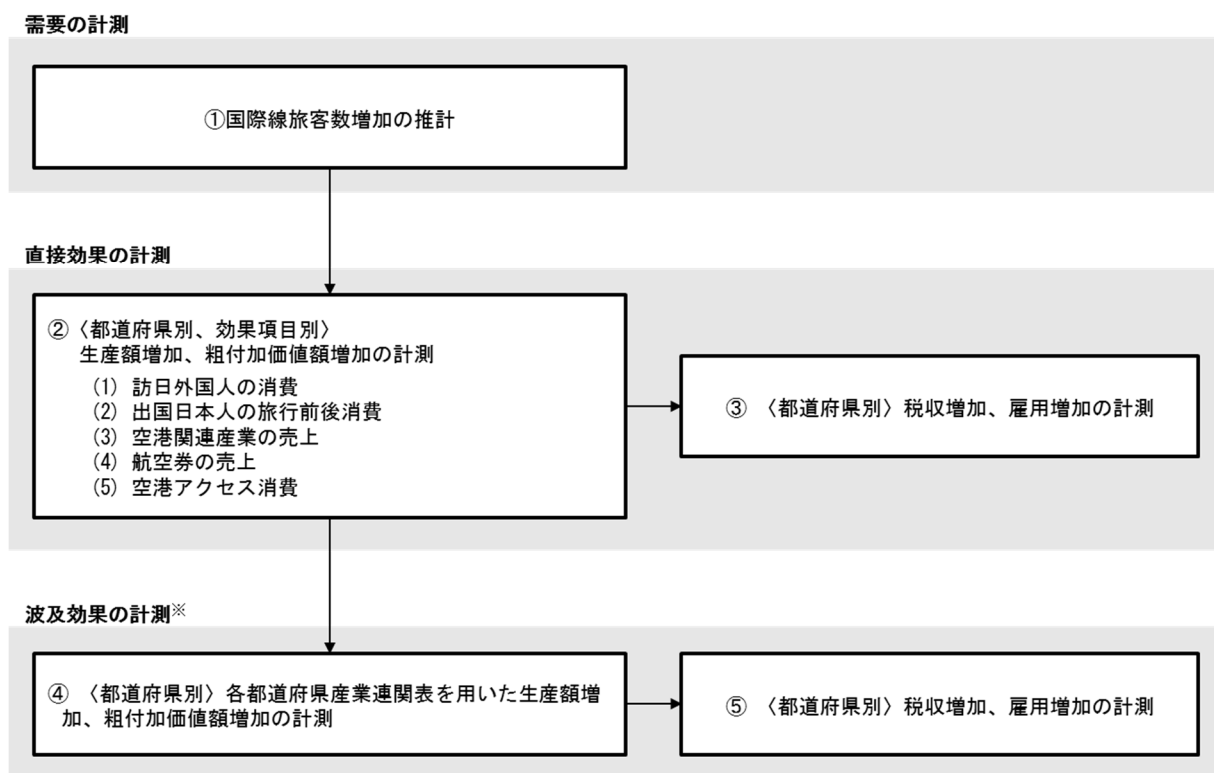 需要の計測
①国際線旅客数増加の推計
直接効果の計測
②〈都道府県別、効果項目別〉
生産額増加、粗付加価値額増加の計測
(1) 訪日外国人の消費
(2) 出国日本人の旅行前後消費
(3) 空港関連産業の売上
(4) 航空券の売上
(5) 空港アクセス消費
③ 〈都道府県別〉税収増加、雇用増加の計測
波及効果の計測※
④ 〈都道府県別〉各都道府県産業連関表を用いた生産額増
加、粗付加価値額増加の計測
⑤ 〈都道府県別〉税収増加、雇用増加の計測